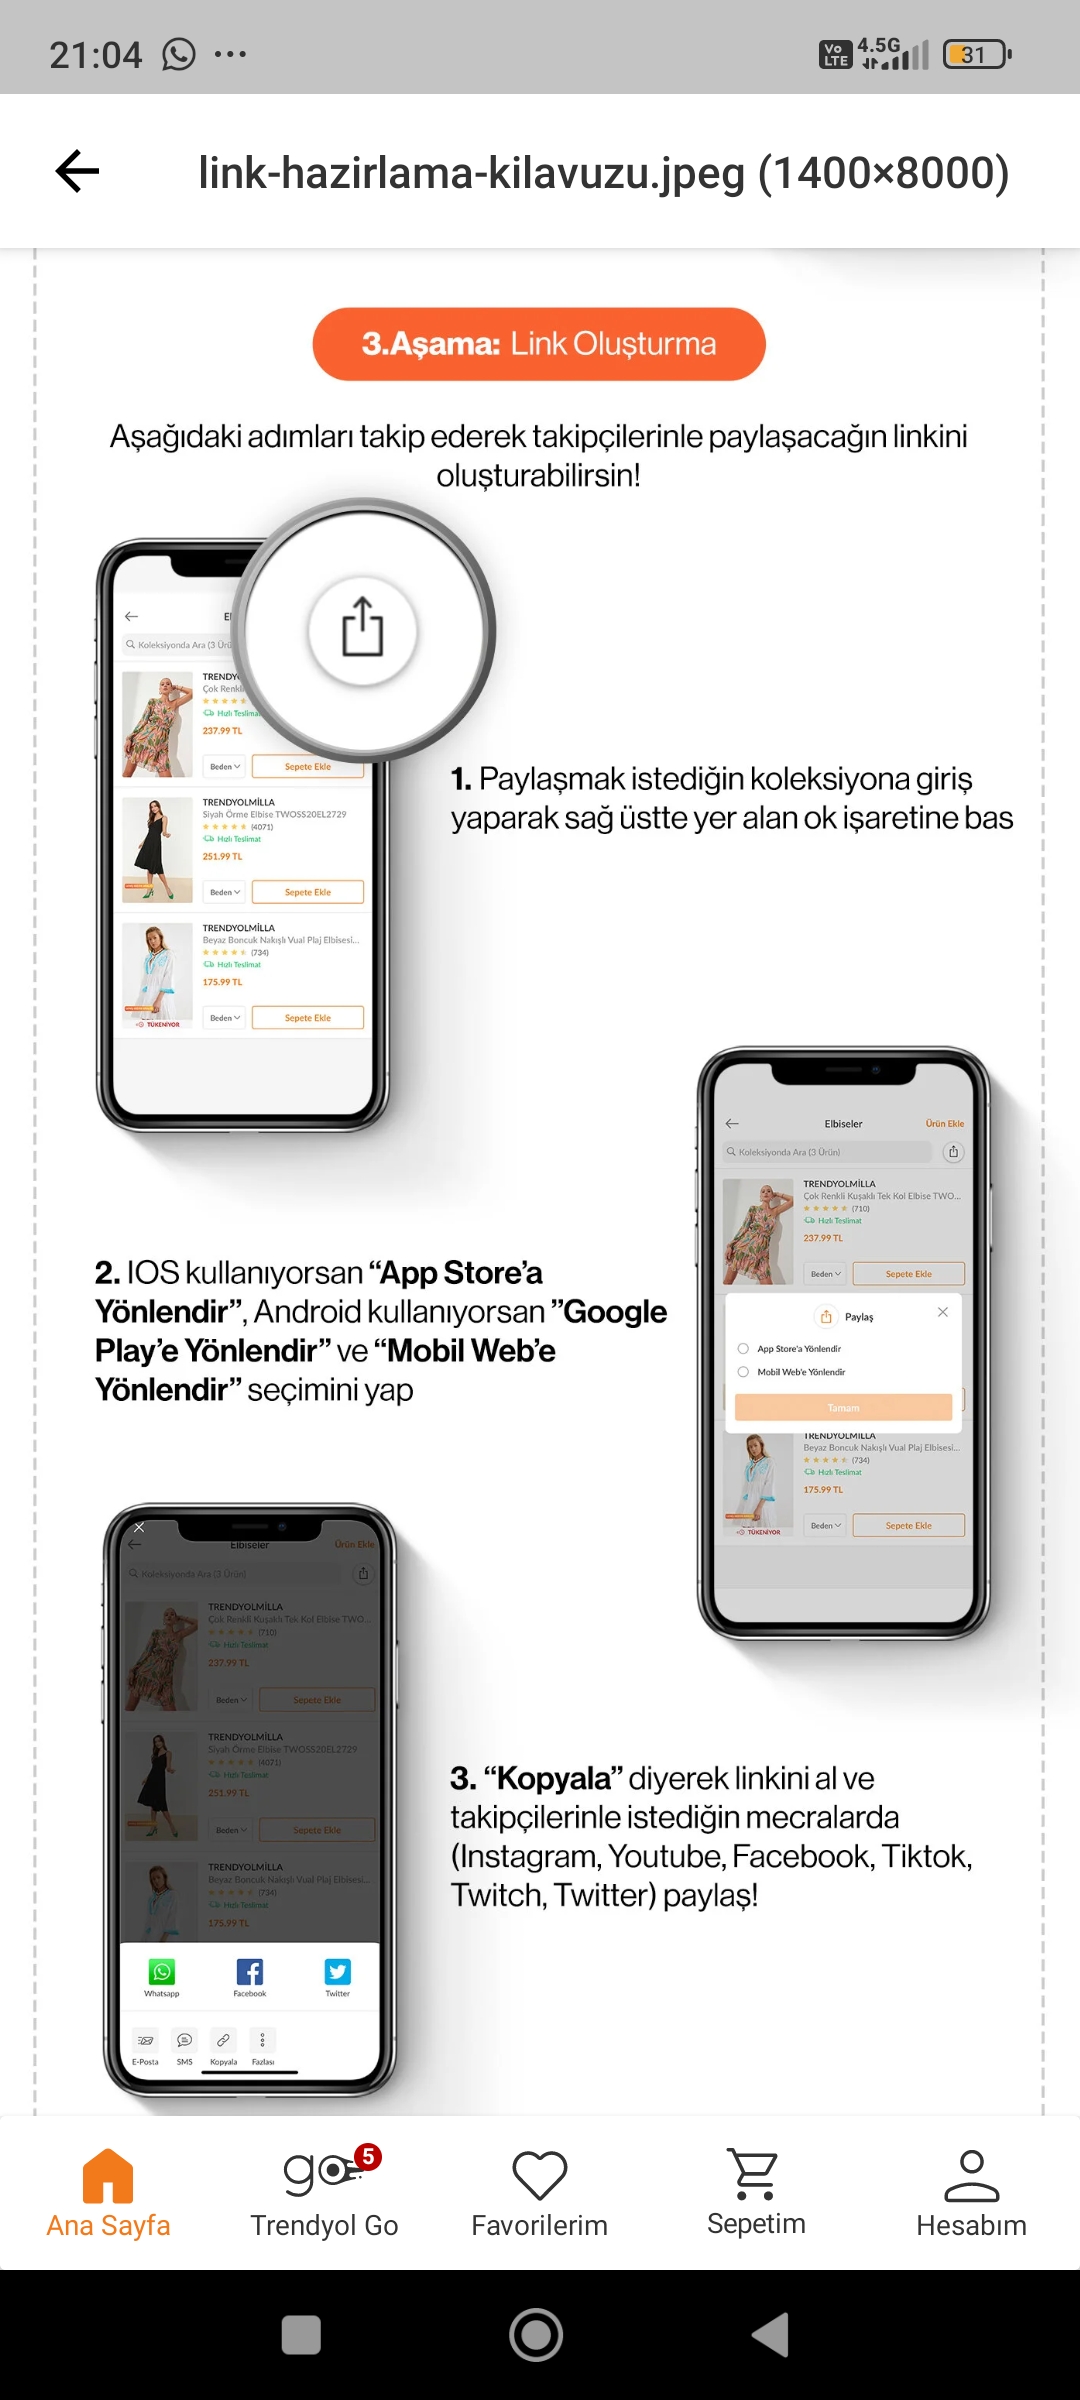 21:04
Vo LTE 4.5G 31
link-hazirlama-kilavuzu.jpeg (1400×8000)
3.Aşama: Link Oluşturma
Aşağıdaki adımları takip ederek takipçilerinle paylaşacağın linkini
oluşturabilirsin!
El
Koleksiyonda Ara (3 Ürü
TRENDY
Çok Renkli
Hızlı Teslimat
237.99 TL
Beden
Sepete Ekle
TRENDYOLMİLLA
Siyah Örme Elbise TWOSS20EL2729
(4071)
Hızlı Teslimat
251.99 TL
Beden
Sepete Ekle
TRENDYOLMİLLA
Beyaz Boncuk Nakışlı Vual Plaj Elbisesi...
(734)
Hızlı Teslimat
175.99 TL
TÜKENİYOR
Beden
Sepete Ekle
1. Paylaşmak istediğin koleksiyona giriş
yaparak sağ üstte yer alan ok işaretine bas
Elbiseler
Ürün Ekle
Koleksiyonda Ara (3 Ürün)
TRENDYOLMİLLA
Çok Renkli Kuşaklı Tek Kol Elbise TWO...
(710)
Hızlı Teslimat
237.99 TL
Beden
Sepete Ekle
Paylaş
App Store'a Yönlendir
Mobil Web'e Yönlendir
Tamam
TRENDYOLMİLLA
Beyaz Boncuk Nakışlı Vual Plaj Elbisesi...
(734)
Hızlı Teslimat
175.99 TL
TÜKENİYOR
Beden
Sepete Ekle
2. IOS kullanıyorsan “App Store’a
Yönlendir”, Android kullanıyorsan ”Google
Play’e Yönlendir” ve “Mobil Web’e
Yönlendir” seçimini yap
Elbiseler
Ürün Ekle
Koleksiyonda Ara (3 Ürün)
TRENDYOLMİLLA
Çok Renkli Kuşaklı Tek Kol Elbise TWO...
(710)
Hızlı Teslimat
237.99 TL
Beden
Sepete Ekle
TRENDYOLMİLLA
Siyah Örme Elbise TWOSS20EL2729
(4071)
Hızlı Teslimat
251.99 TL
Beden
Sepete Ekle
TRENDYOLMİLLA
Beyaz Boncuk Nakışlı Vual Plaj Elbisesi...
(734)
Hızlı Teslimat
175.99 TL
Whatsapp
Facebook
Twitter
E-Posta
SMS
Kopyala
Fazlası
3. “Kopyala” diyerek linkini al ve
takipçilerinle istediğin mecralarda
(Instagram, Youtube, Facebook, Tiktok,
Twitch, Twitter) paylaş!
go 5
Ana Sayfa
Trendyol Go
Favorilerim
Sepetim
Hesabım